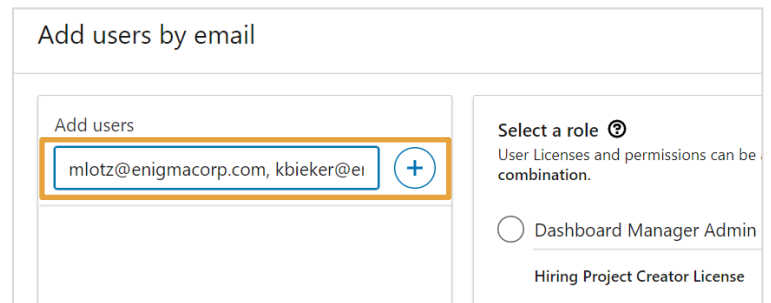 Add users by email
Add users
mlotz@enigmacorp.com, kbieker@
Select a role
User Licenses and permissions can be
combination.
Dashboard Manager Admin
Hiring Project Creator License